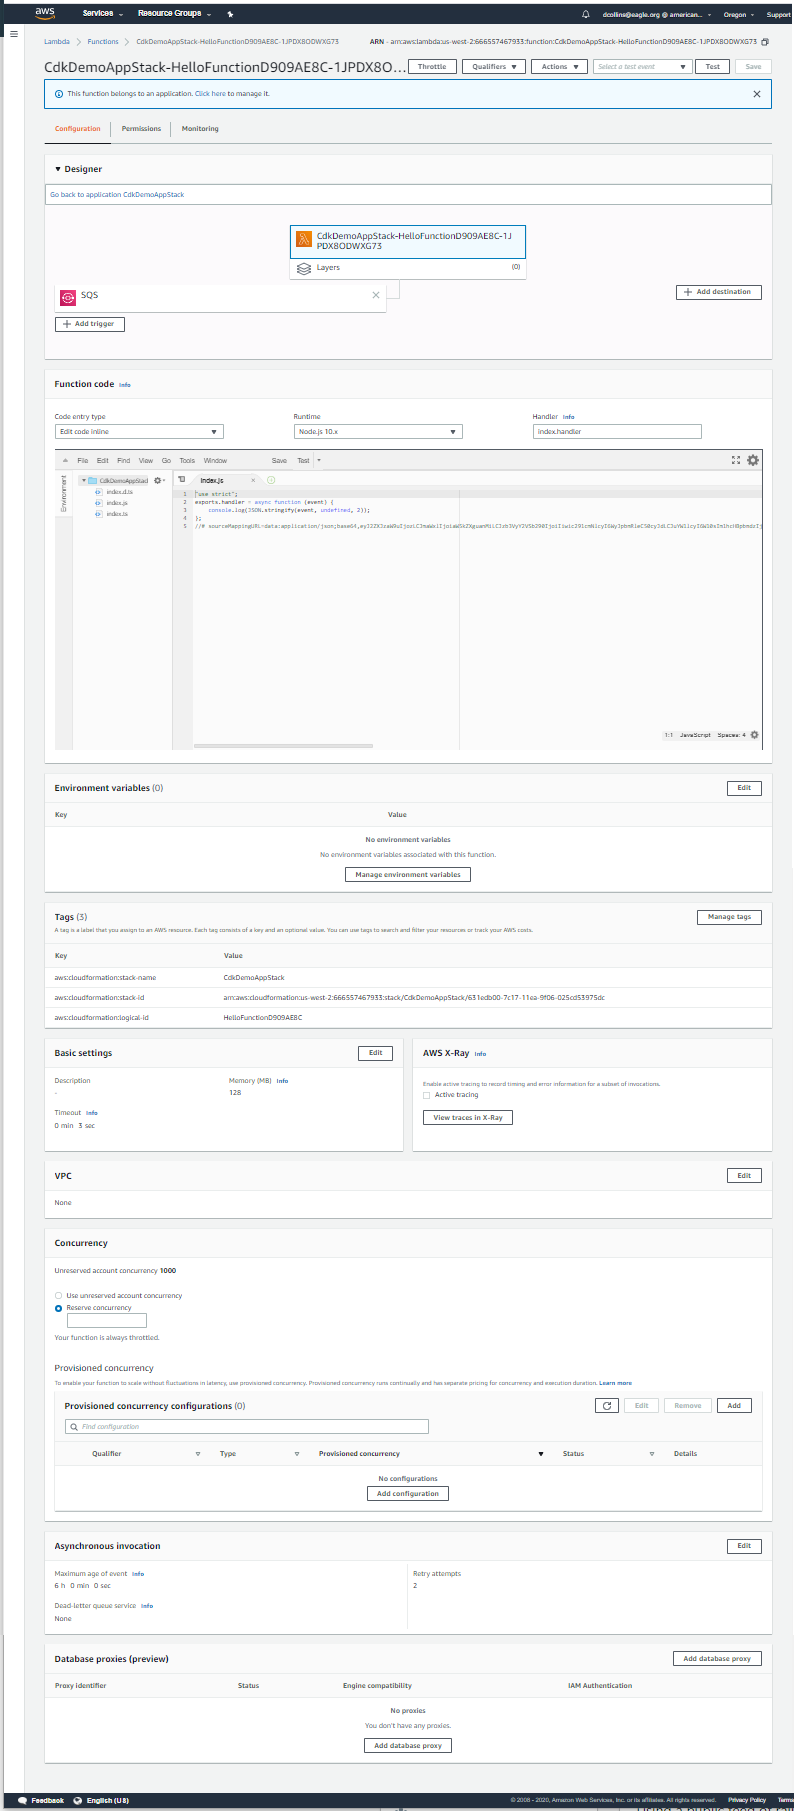 aws Services Resource Groups dcollins@eagle.org @ american... Oregon Support
Lambda > Functions > CdkDemoAppStack-HelloFunctionD909AE8C-1JPDX8ODWXG73 ARN - arn:aws:lambda:us-west-2:666557467933:function:CdkDemoAppStack-HelloFunctionD909AE8C-1JPDX8ODWXG73
CdkDemoAppStack-HelloFunctionD909AE8C-1JPDX8O... Throttle Qualifiers Actions Select a test event Test Save
This function belongs to an application. Click here to manage it.
Configuration Permissions Monitoring
Designer
Go back to application CdkDemoAppStack
CdkDemoAppStack-HelloFunctionD909AE8C-1J
PDX8ODWXG73
Layers (0)
SQS
+ Add destination
+ Add trigger
Function code Info
Code entry type Runtime Handler Info
Edit code inline Node.js 10.x index.handler
File Edit Find View Go Tools Window Save Test
Environment
CdkDemoAppStacl index.js
index.d.ts
index.js
index.ts
1 "use strict";
2 exports.handler = async function (event) {
3 console.log(JSON.stringify(event, undefined, 2));
4 };
5 //# sourceMappingURL=data:application/json;base64,
1:1 JavaScript Spaces: 4
Environment variables (0) Edit
Key Value
No environment variables
No environment variables associated with this function.
Manage environment variables
Tags (3) Manage tags
A tag is a label that you assign to an AWS resource. Each tag consists of a key and an optional value. You can use tags to search and filter your resources or track your AWS costs.
Key Value
aws:cloudformation:stack-name CdkDemoAppStack
aws:cloudformation:stack-id arn:aws:cloudformation:us-west-2:666557467933:stack/CdkDemoAppStack/631edb00-7c17-11ea-9f06-025cd53975dc
aws:cloudformation:logical-id HelloFunctionD909AE8C
Basic settings Edit
Description Memory (MB) Info
- 128
Timeout Info
0 min 3 sec
AWS X-Ray Info
Enable active tracing to record timing and error information for a subset of invocations.
Active tracing
View traces in X-Ray
VPC Edit
None
Concurrency
Unreserved account concurrency 1000
Use unreserved account concurrency
Reserve concurrency
Your function is always throttled.
Provisioned concurrency
To enable your function to scale without fluctuations in latency, use provisioned concurrency. Provisioned concurrency runs continually and has separate pricing for concurrency and execution duration. Learn more
Provisioned concurrency configurations (0) Edit Remove Add
Find configuration
Qualifier Type Provisioned concurrency Status Details
No configurations
Add configuration
Asynchronous invocation Edit
Maximum age of event Info Retry attempts
6 h 0 min 0 sec 2
Dead-letter queue service Info
None
Database proxies (preview) Add database proxy
Proxy identifier Status Engine compatibility IAM Authentication
No proxies
You don't have any proxies.
Add database proxy
Feedback English (US) © 2008 - 2020, Amazon Web Services, Inc. or its affiliates. All rights reserved. Privacy Policy Terms